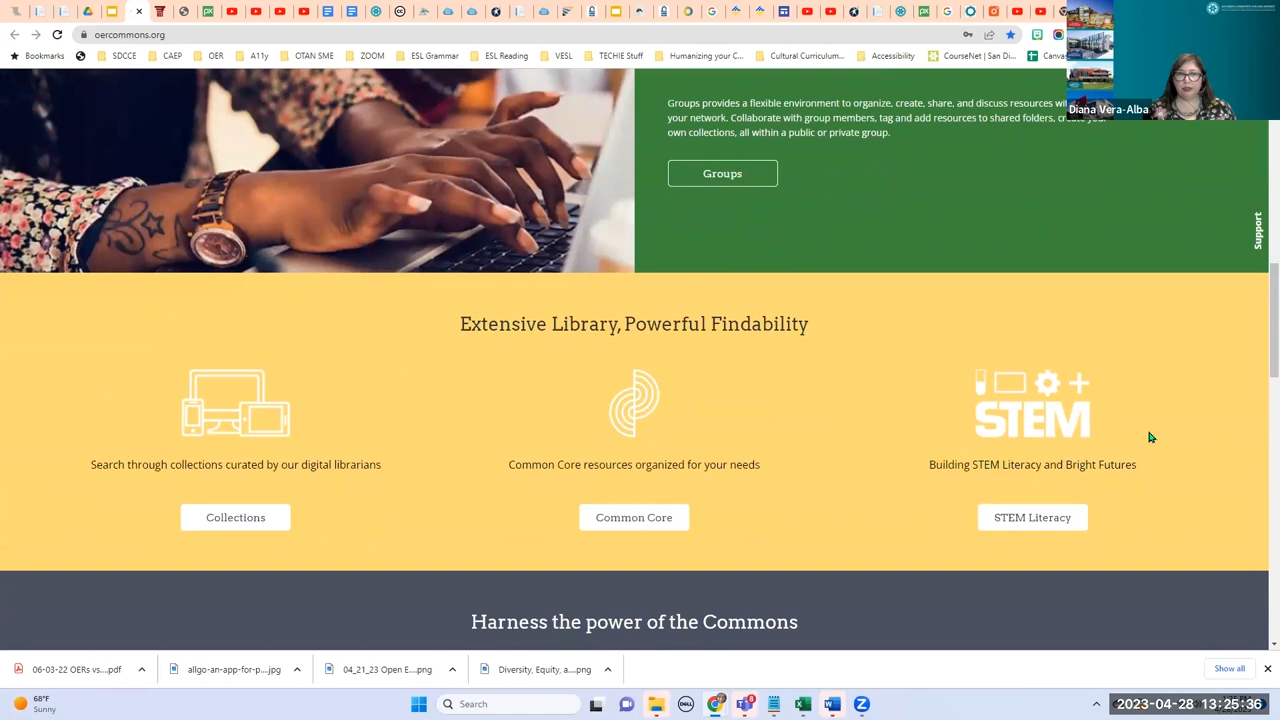 oercommons.org
Bookmarks
SDCCE
CAEP
OER
A11y
OTAN SME
ZOOM
ESL Grammar
ESL Reading
VESL
TECHIE Stuff
Humanizing your C...
Cultural Curriculum...
Accessibility
CourseNet | San Di...
Diana Vera-Alba
Groups provides a flexible environment to organize, create, share, and discuss resources
your network. Collaborate with group members, tag and add resources to shared folders, create your
own collections, all within a public or private group.
Groups
Support
Extensive Library, Powerful Findability
STEM
Search through collections curated by our digital librarians
Common Core resources organized for your needs
Building STEM Literacy and Bright Futures
Collections
Common Core
STEM Literacy
Harness the power of the Commons
06-03-22 OERs vs....pdf
allgo-an-app-for-p....jpg
04_21_23 Open E....png
Diversity, Equity, a....png
Show all
68°F
Sunny
Search
DELL
2023-04-28 13:25:36